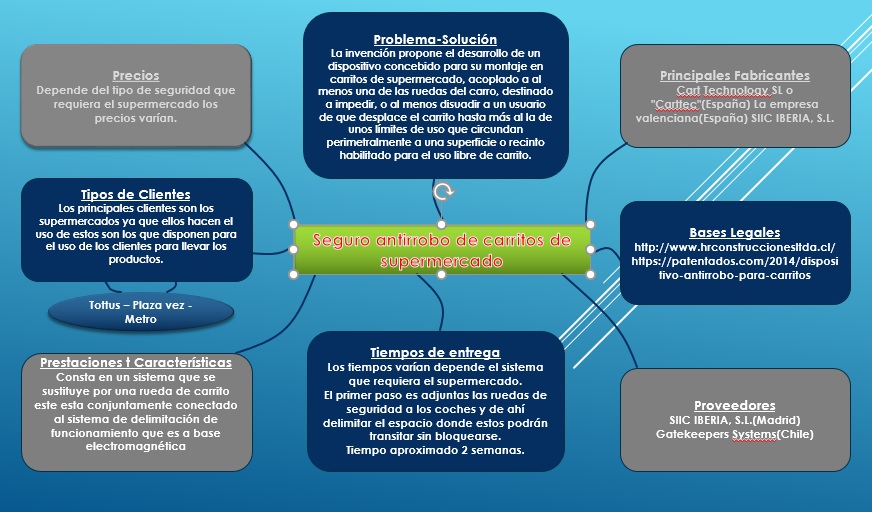 Problema-Solución
La invención propone el desarrollo de un
dispositivo concebido para su montaje en
carritos de supermercado, acoplado a al
menos una de las ruedas del carro, destinado
a impedir, o al menos disuadir a un usuario
de que desplace el carrito hasta más al la de
unos límites de uso que circundan
perimetralmente a una superficie o recinto
habilitado para el uso libre de carrito.
Precios
Depende del tipo de seguridad que
requiera el supermercado los
precios varían.
Principales Fabricantes
Cart Technology SL o
"Carttec"(España) La empresa
valenciana(España) SIIC IBERIA, S.L.
Tipos de Clientes
Los principales clientes son los
supermercados ya que ellos hacen el
uso de estos son los que disponen para
el uso de los clientes para llevar los
productos.
Seguro antirrobo de carritos de
supermercado
Bases Legales
http://www.hrconstruccionesltda.cl/
https://patentados.com/2014/disposi
tivo-antirrobo-para-carritos
Tottus – Plaza vez -
Metro
Prestaciones t Características
Consta en un sistema que se
sustituye por una rueda de carrito
este esta conjuntamente conectado
al sistema de delimitación de
funcionamiento que es a base
electromagnética
Tiempos de entrega
Los tiempos varían depende el sistema
que requiera el supermercado.
El primer paso es adjuntas las ruedas de
seguridad a los coches y de ahí
delimitar el espacio donde estos podrán
transitar sin bloquearse.
Tiempo aproximado 2 semanas.
Proveedores
SIIC IBERIA, S.L.(Madrid)
Gatekeepers Systems(Chile)